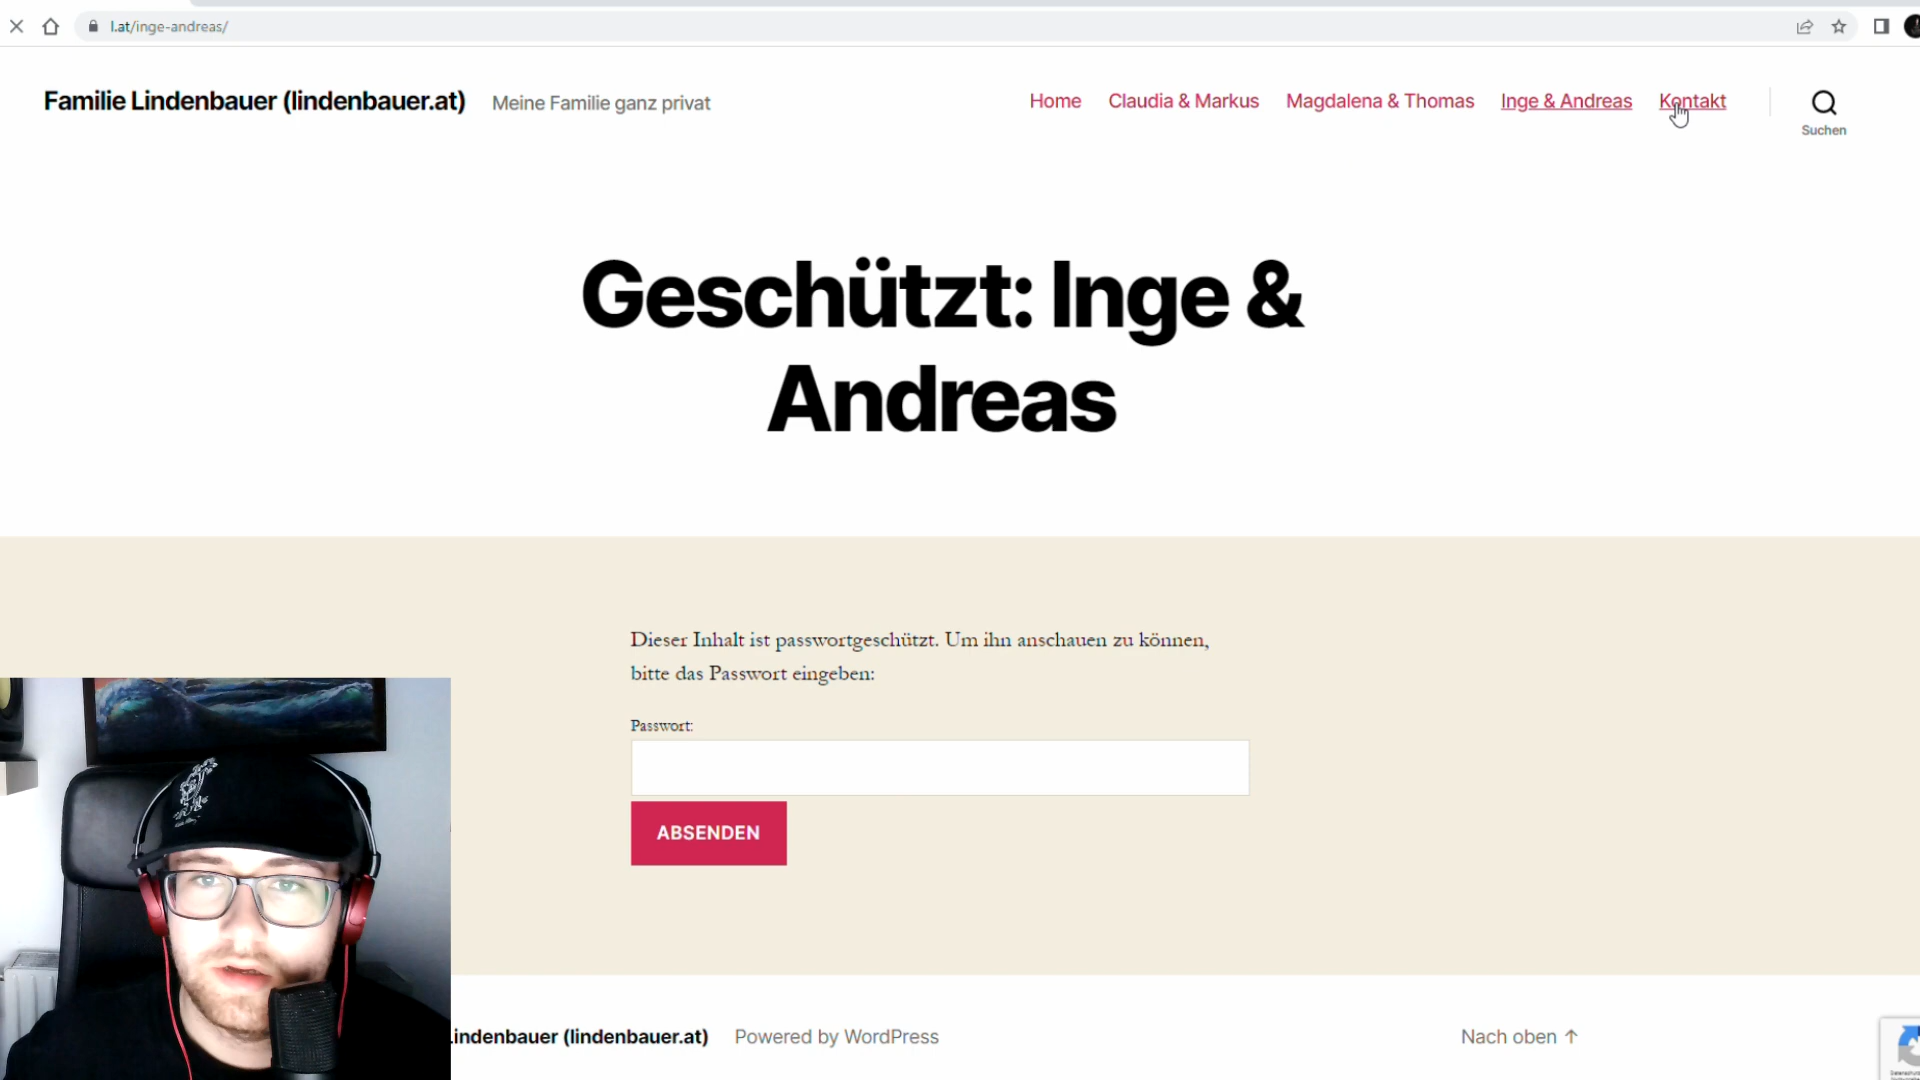 l.at/inge-andreas/
Familie Lindenbauer (lindenbauer.at) Meine Familie ganz privat Home Claudia & Markus Magdalena & Thomas Inge & Andreas Kontakt
Suchen
Geschützt: Inge &
Andreas
Dieser Inhalt ist passwortgeschützt. Um ihn anschauen zu können,
bitte das Passwort eingeben:
Passwort:
ABSENDEN
indenbauer (lindenbauer.at) Powered by WordPress Nach oben ↑